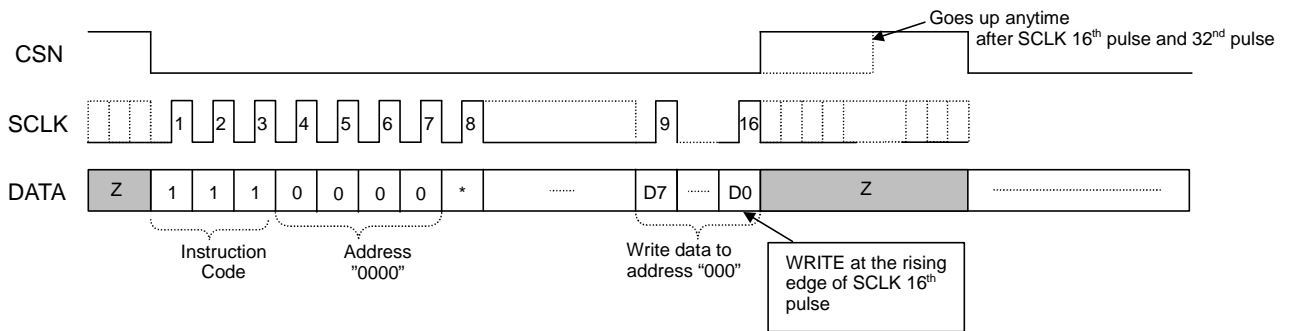 Goes up anytime
after SCLK 16th pulse and 32nd pulse
CSN
SCLK 1 2 3 4 5 6 7 8 9 16
DATA Z 1 1 1 0 0 0 0 * ........ D7 ...... D0 Z ..........................................
Instruction
Code
Address
"0000"
Write data to
address “000”
WRITE at the rising
edge of SCLK 16th
pulse